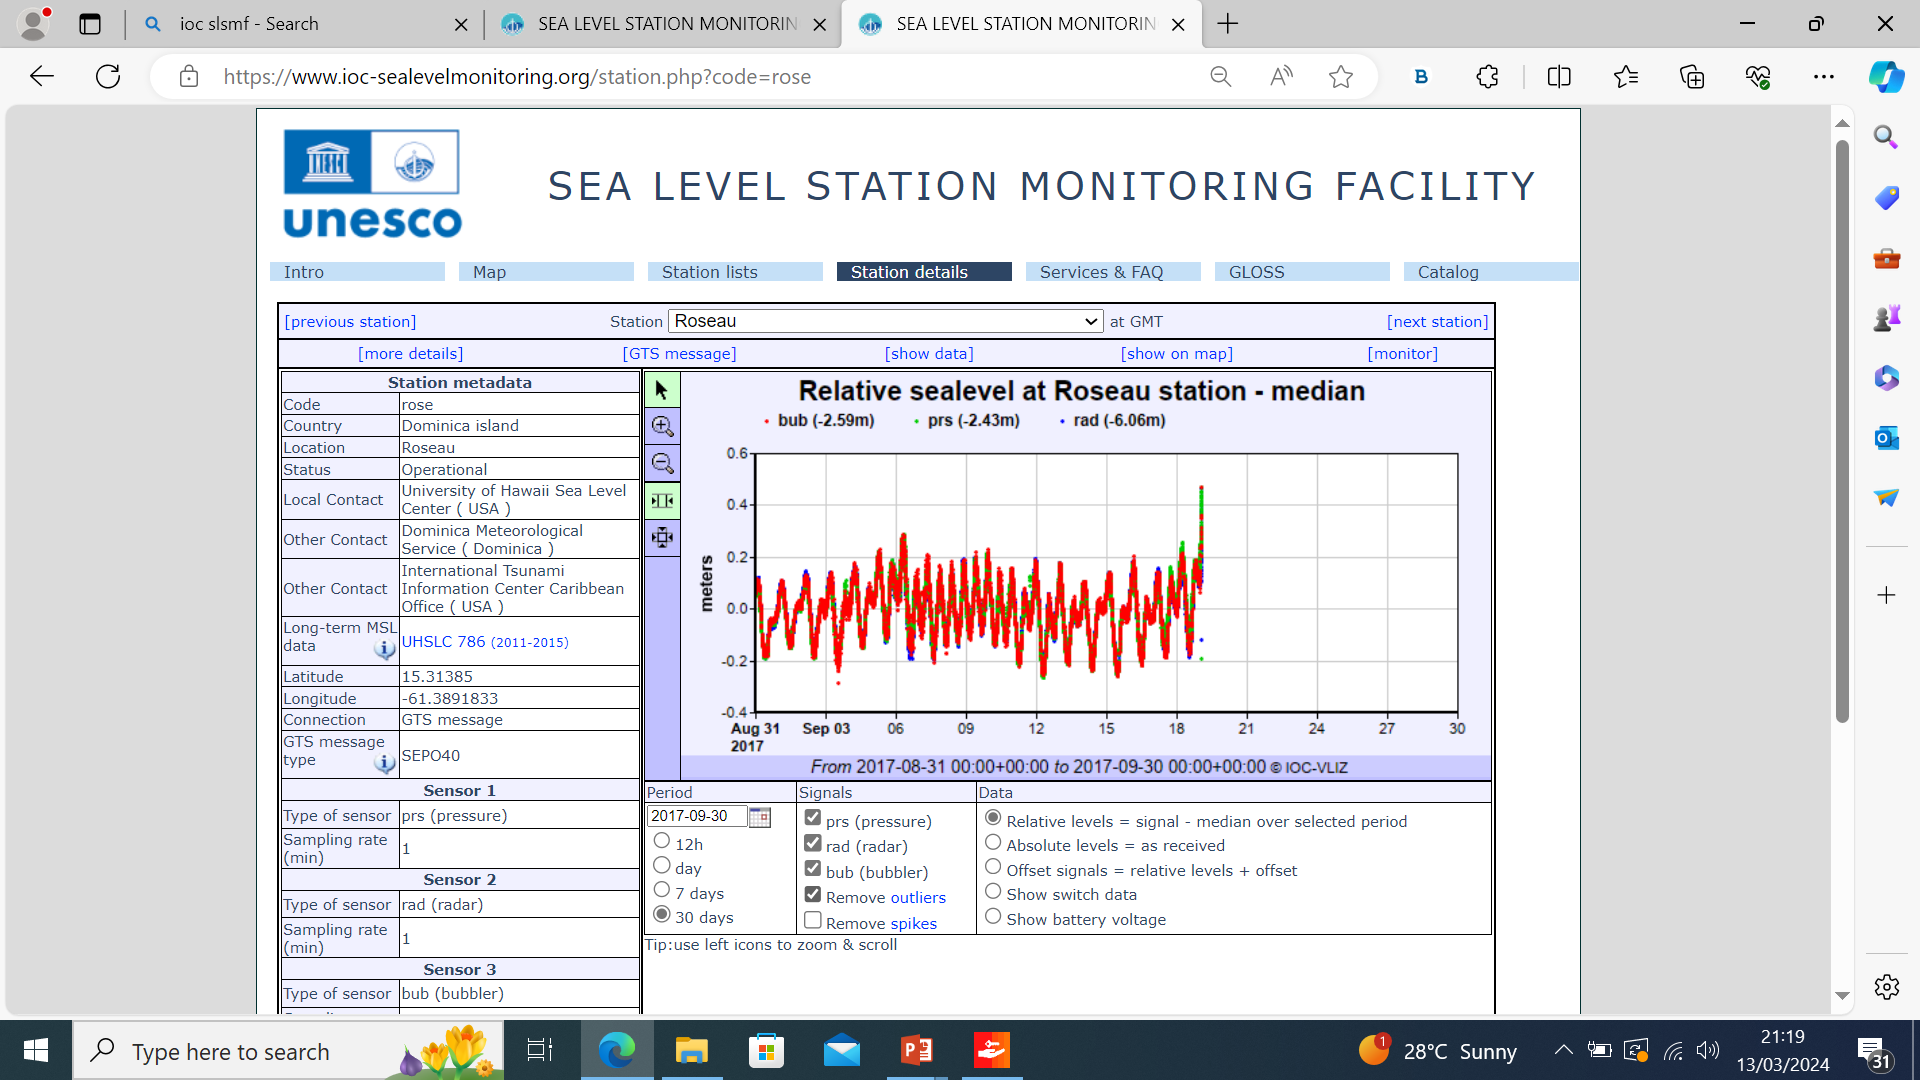 ioc slsmf - Search
SEA LEVEL STATION MONITORIN
SEA LEVEL STATION MONITORIN
https://www.ioc-sealevelmonitoring.org/station.php?code=rose
B
unesco
SEA LEVEL STATION MONITORING FACILITY
Intro
Map
Station lists
Station details
Services & FAQ
GLOSS
Catalog
[previous station]
Station Roseau at GMT
[next station]
[more details]
[GTS message]
[show data]
[show on map]
[monitor]
Station metadata
Code rose
Country Dominica island
Location Roseau
Status Operational
Local Contact University of Hawaii Sea Level
Center ( USA )
Other Contact Dominica Meteorological
Service ( Dominica )
Other Contact International Tsunami
Information Center Caribbean
Office ( USA )
Long-term MSL
data UHSLC 786 (2011-2015)
Latitude 15.31385
Longitude -61.3891833
Connection GTS message
GTS message
type SEPO40
Sensor 1
Type of sensor prs (pressure)
Sampling rate
(min) 1
Sensor 2
Type of sensor rad (radar)
Sampling rate
(min) 1
Sensor 3
Type of sensor bub (bubbler)
Relative sealevel at Roseau station - median
bub (-2.59m) prs (-2.43m) rad (-6.06m)
meters
0.6
0.4
0.2
0.0
-0.2
-0.4
Aug 31 Sep 03 06 09 12 15 18 21 24 27 30
2017
From 2017-08-31 00:00+00:00 to 2017-09-30 00:00+00:00 © IOC-VLIZ
Period
2017-09-30
12h
day
7 days
30 days
Signals
prs (pressure)
rad (radar)
bub (bubbler)
Remove outliers
Remove spikes
Data
Relative levels = signal - median over selected period
Absolute levels = as received
Offset signals = relative levels + offset
Show switch data
Show battery voltage
Tip:use left icons to zoom & scroll
Type here to search
1
28°C Sunny
21:19
13/03/2024
31